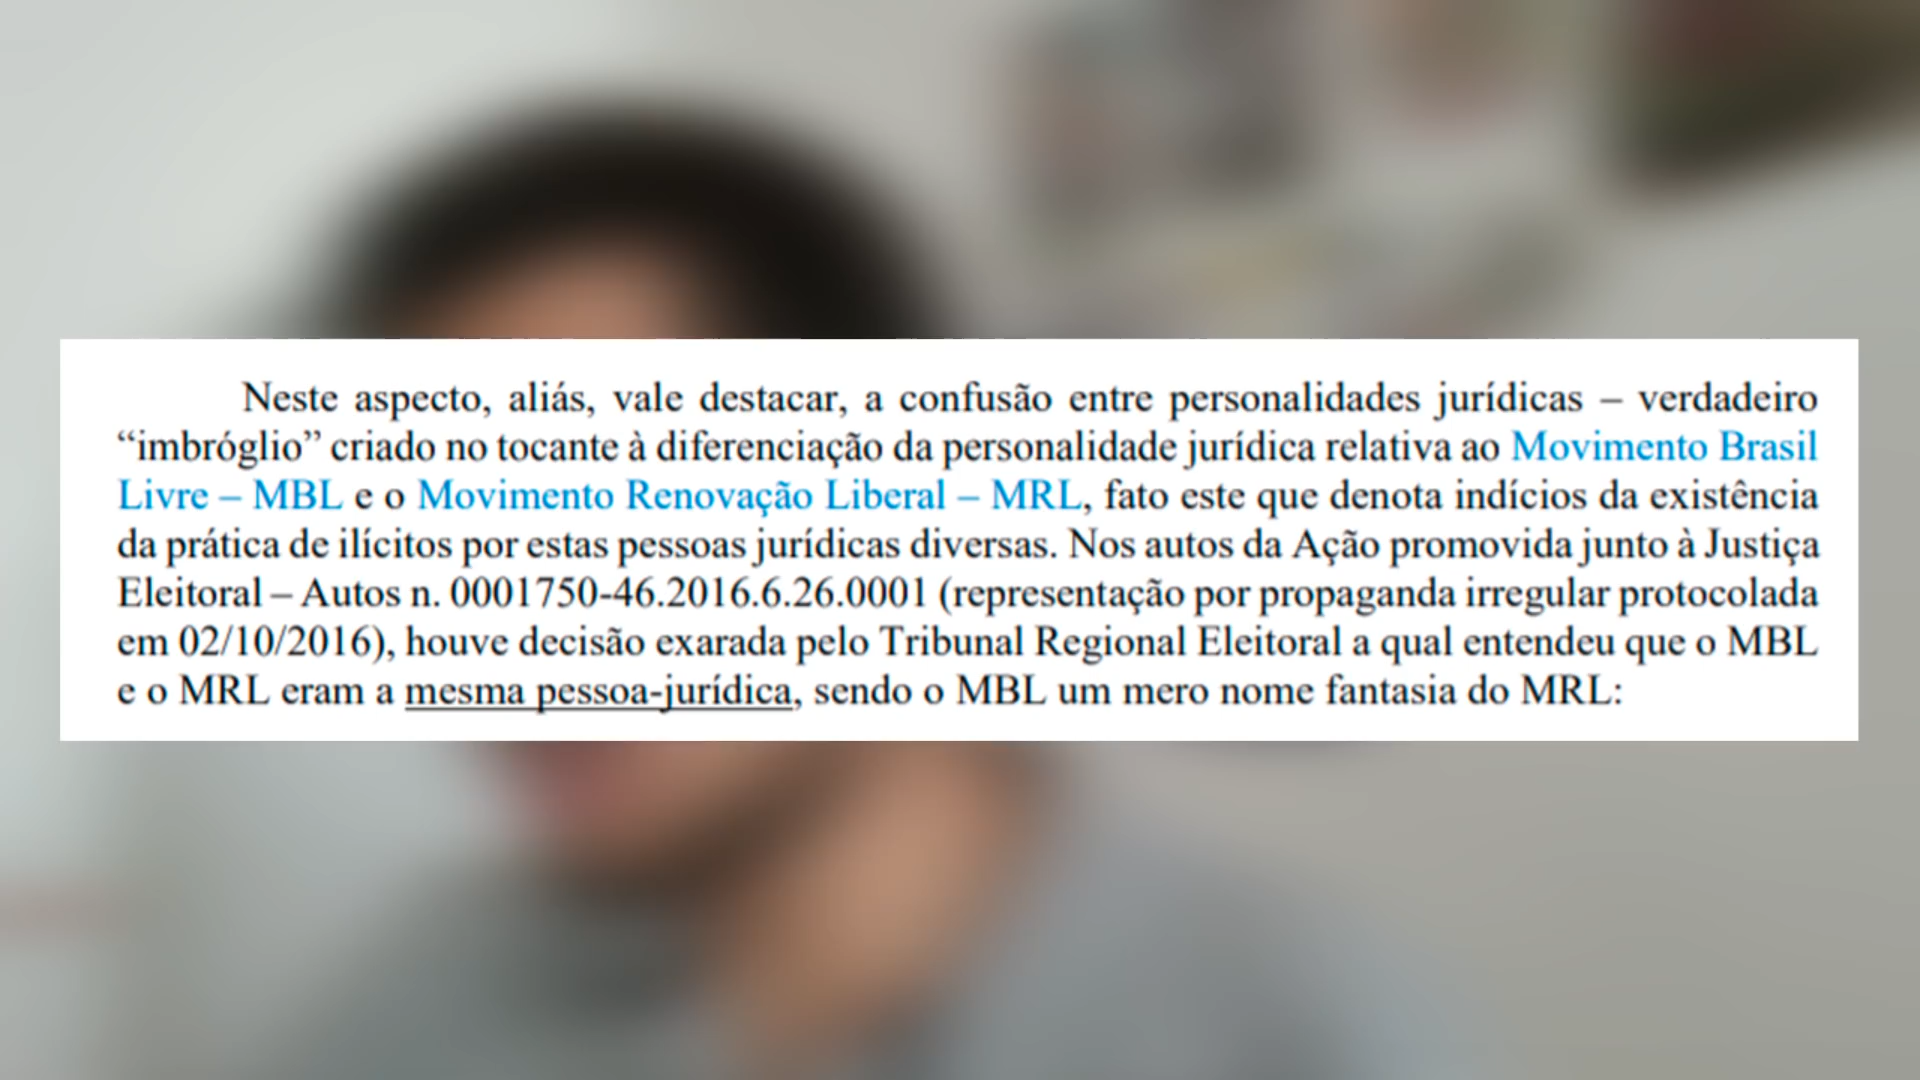 Neste aspecto, aliás, vale destacar, a confusão entre personalidades jurídicas – verdadeiro
“imbróglio” criado no tocante à diferenciação da personalidade jurídica relativa ao Movimento Brasil
Livre – MBL e o Movimento Renovação Liberal – MRL, fato este que denota indícios da existência
da prática de ilícitos por estas pessoas jurídicas diversas. Nos autos da Ação promovida junto à Justiça
Eleitoral – Autos n. 0001750-46.2016.6.26.0001 (representação por propaganda irregular protocolada
em 02/10/2016), houve decisão exarada pelo Tribunal Regional Eleitoral a qual entendeu que o MBL
e o MRL eram a mesma pessoa-jurídica, sendo o MBL um mero nome fantasia do MRL: